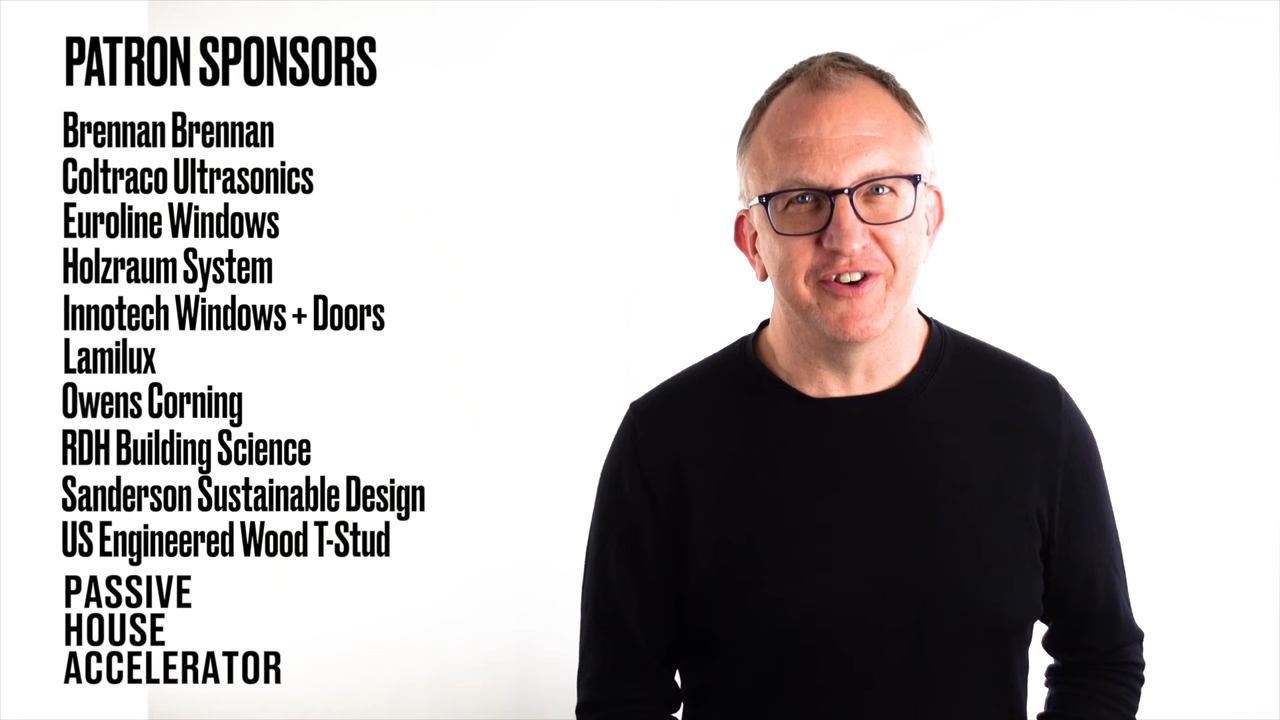 PATRON SPONSORS
Brennan Brennan
Coltraco Ultrasonics
Euroline Windows
Holzraum System
Innotech Windows + Doors
Lamilux
Owens Corning
RDH Building Science
Sanderson Sustainable Design
US Engineered Wood T-Stud
PASSIVE
HOUSE
ACCELERATOR